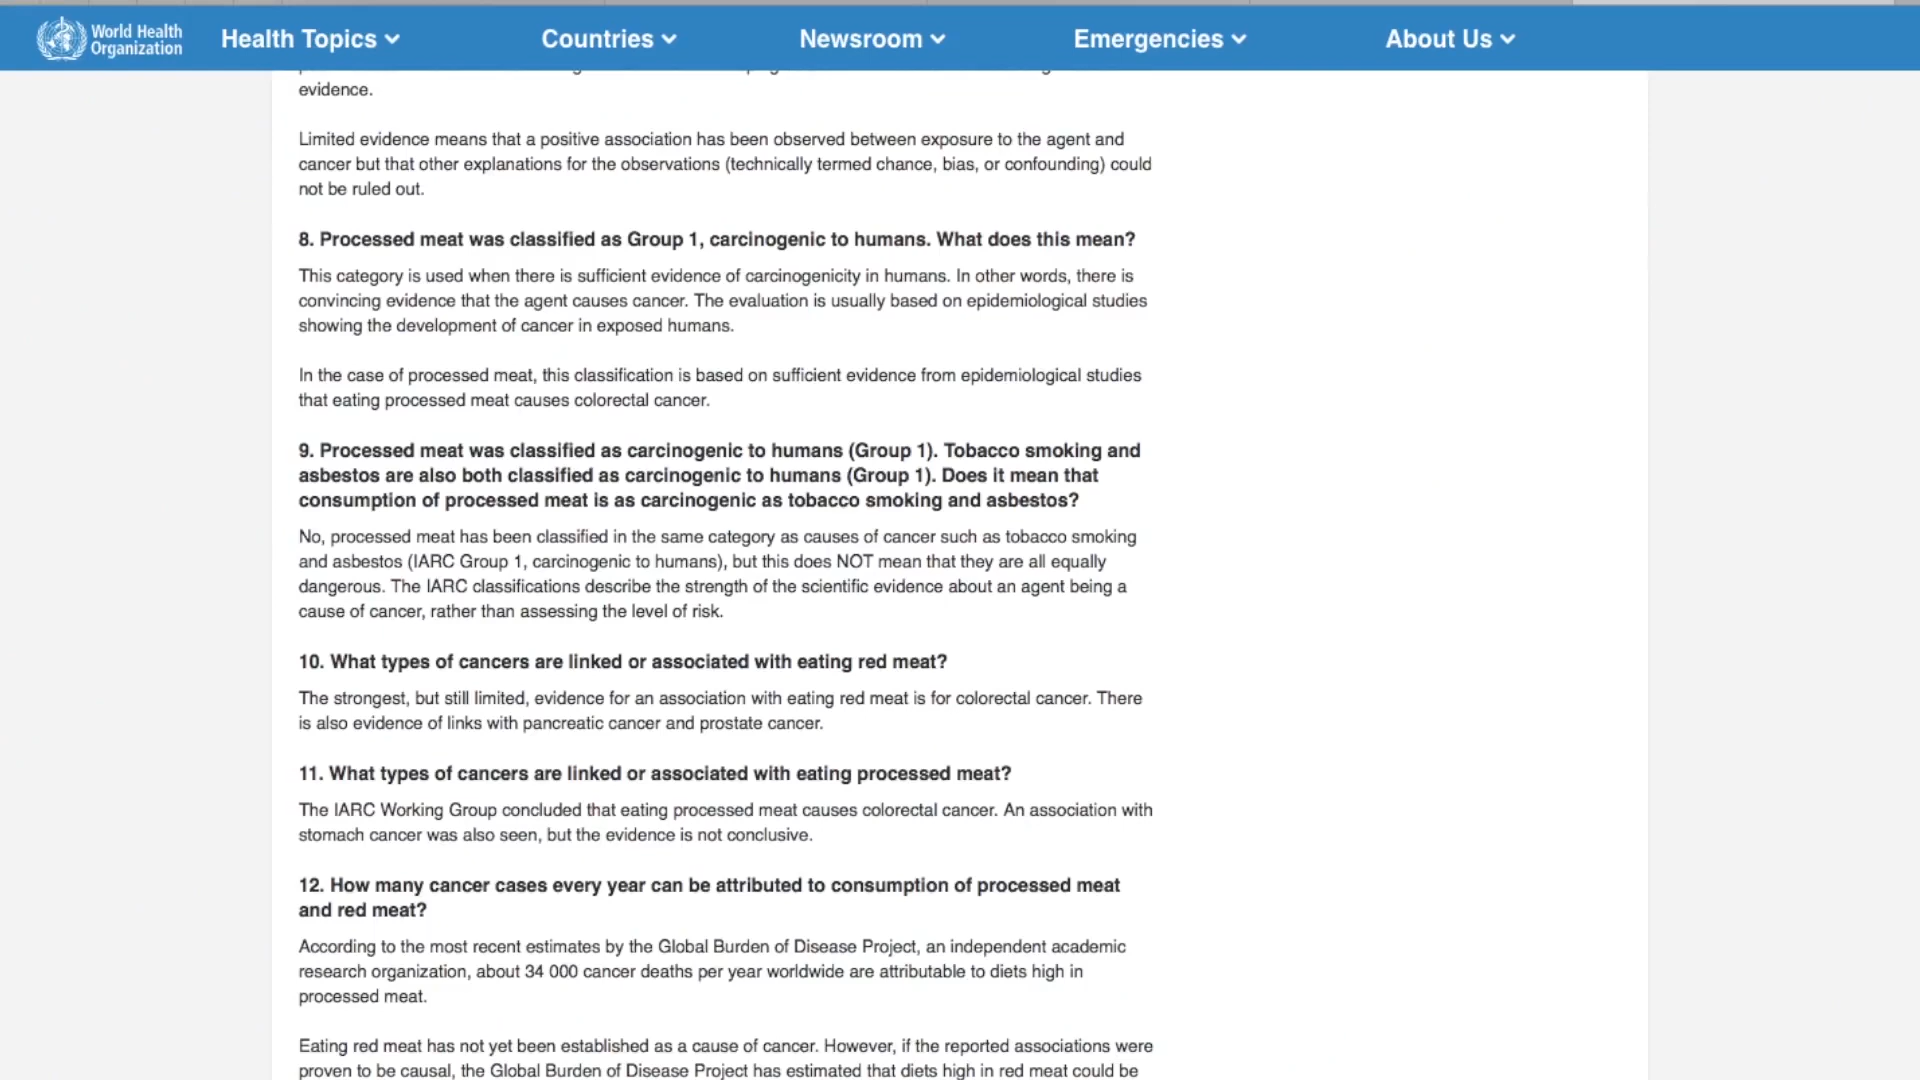 World Health
Organization
Health Topics
Countries
Newsroom
Emergencies
About Us
evidence.
Limited evidence means that a positive association has been observed between exposure to the agent and
cancer but that other explanations for the observations (technically termed chance, bias, or confounding) could
not be ruled out.
8. Processed meat was classified as Group 1, carcinogenic to humans. What does this mean?
This category is used when there is sufficient evidence of carcinogenicity in humans. In other words, there is
convincing evidence that the agent causes cancer. The evaluation is usually based on epidemiological studies
showing the development of cancer in exposed humans.
In the case of processed meat, this classification is based on sufficient evidence from epidemiological studies
that eating processed meat causes colorectal cancer.
9. Processed meat was classified as carcinogenic to humans (Group 1). Tobacco smoking and
asbestos are also both classified as carcinogenic to humans (Group 1). Does it mean that
consumption of processed meat is as carcinogenic as tobacco smoking and asbestos?
No, processed meat has been classified in the same category as causes of cancer such as tobacco smoking
and asbestos (IARC Group 1, carcinogenic to humans), but this does NOT mean that they are all equally
dangerous. The IARC classifications describe the strength of the scientific evidence about an agent being a
cause of cancer, rather than assessing the level of risk.
10. What types of cancers are linked or associated with eating red meat?
The strongest, but still limited, evidence for an association with eating red meat is for colorectal cancer. There
is also evidence of links with pancreatic cancer and prostate cancer.
11. What types of cancers are linked or associated with eating processed meat?
The IARC Working Group concluded that eating processed meat causes colorectal cancer. An association with
stomach cancer was also seen, but the evidence is not conclusive.
12. How many cancer cases every year can be attributed to consumption of processed meat
and red meat?
According to the most recent estimates by the Global Burden of Disease Project, an independent academic
research organization, about 34 000 cancer deaths per year worldwide are attributable to diets high in
processed meat.
Eating red meat has not yet been established as a cause of cancer. However, if the reported associations were
proven to be causal, the Global Burden of Disease Project has estimated that diets high in red meat could be